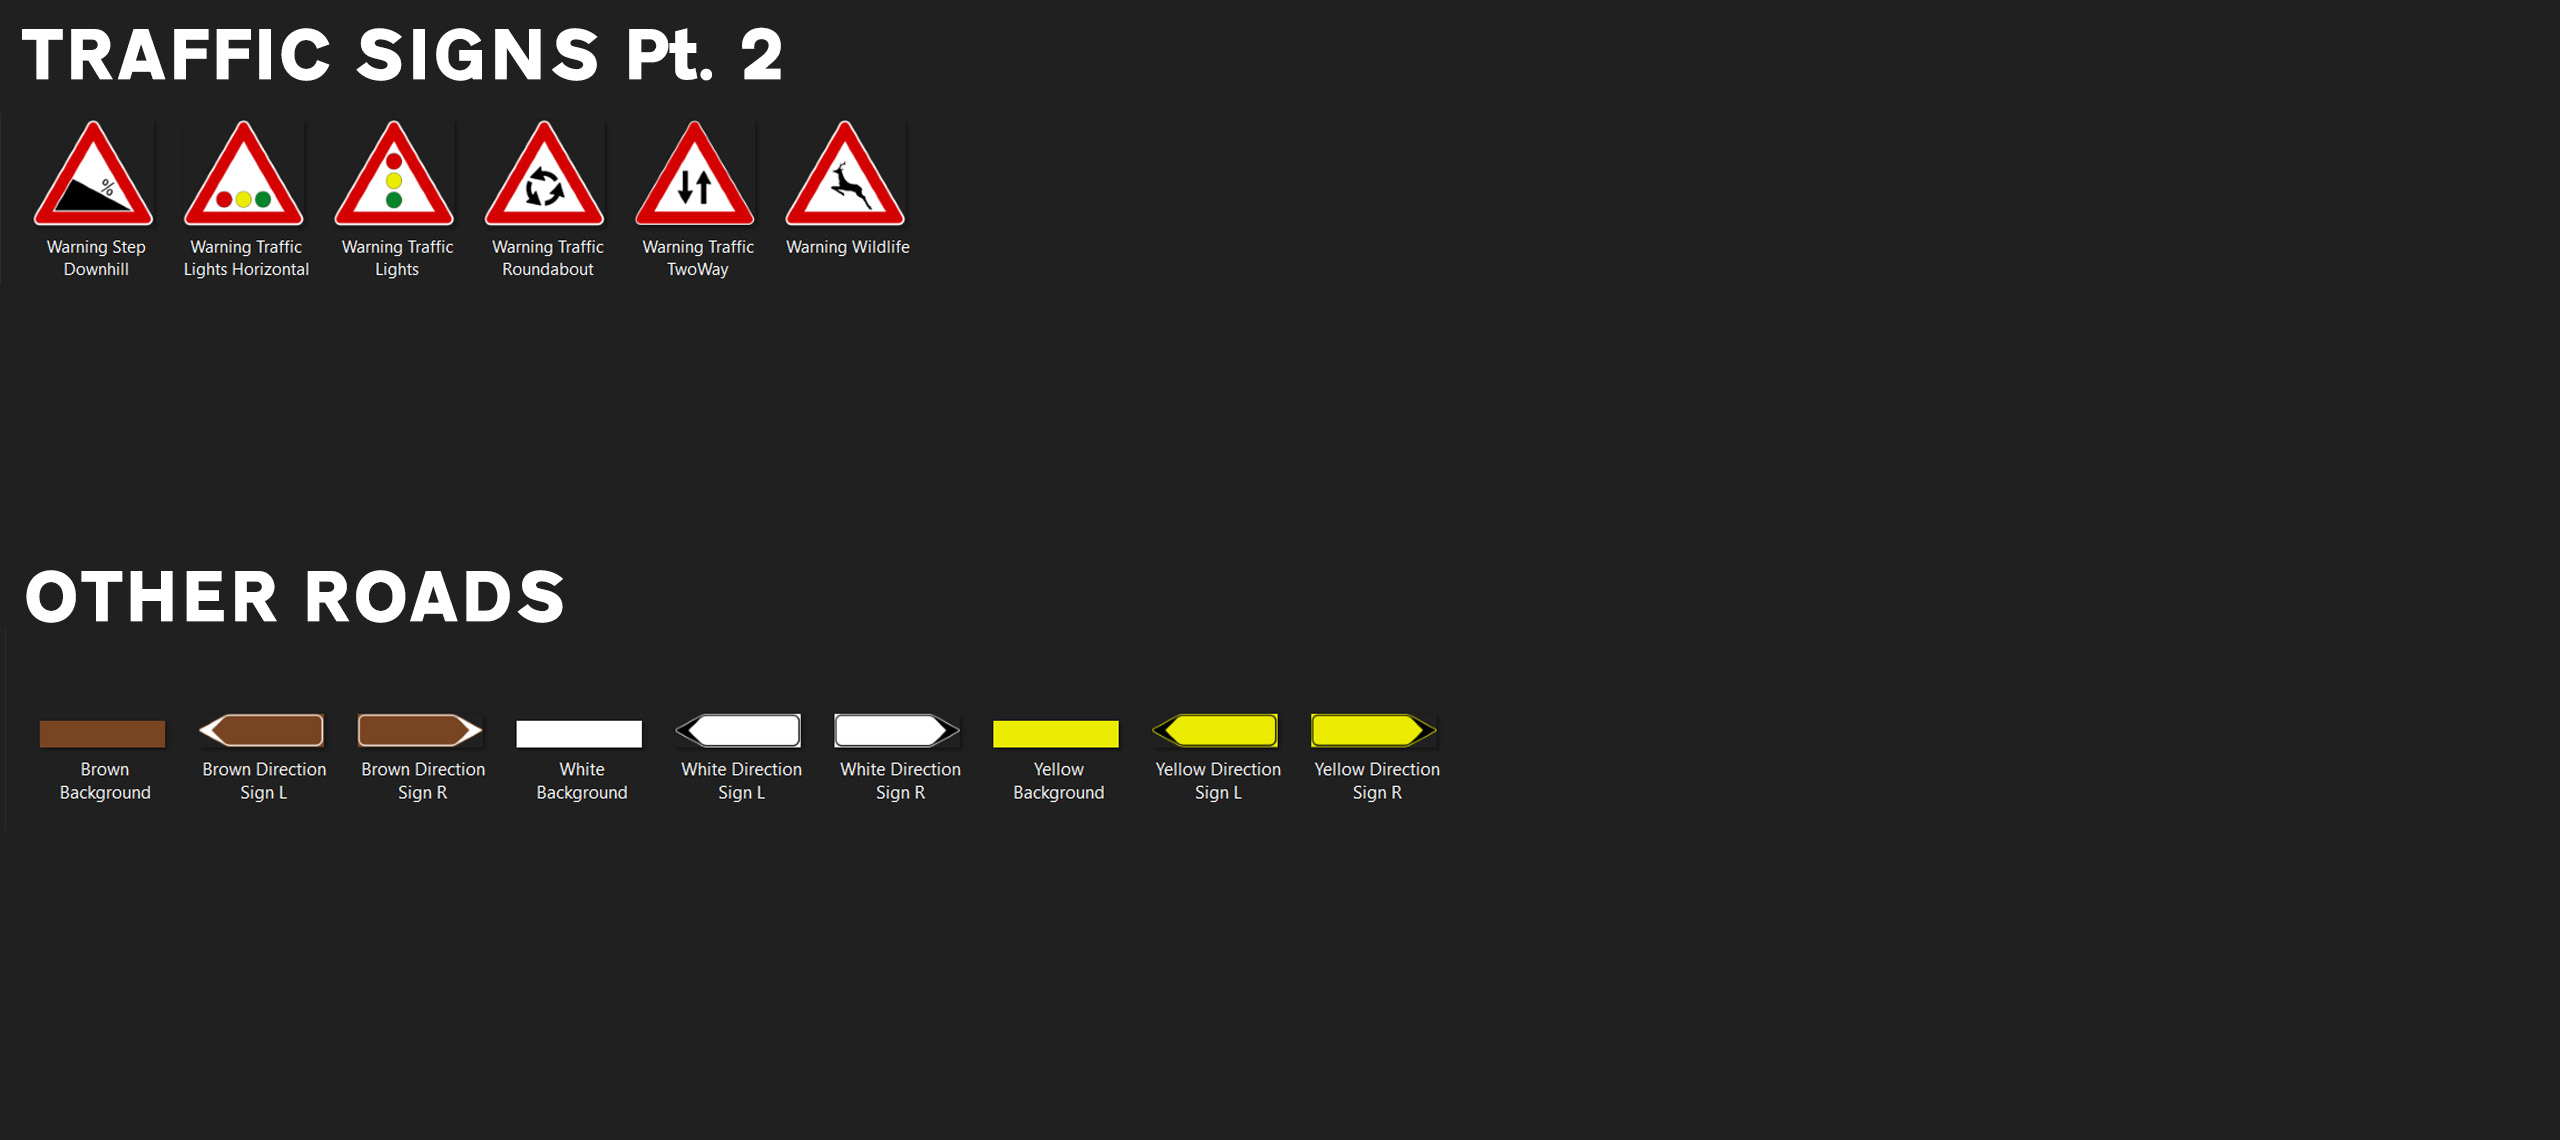 TRAFFIC SIGNS Pt. 2
%
Warning Step
Downhill
Warning Traffic
Lights Horizontal
Warning Traffic
Lights
Warning Traffic
Roundabout
Warning Traffic
TwoWay
Warning Wildlife
OTHER ROADS
Brown
Background
Brown Direction
Sign L
Brown Direction
Sign R
White
Background
White Direction
Sign L
White Direction
Sign R
Yellow
Background
Yellow Direction
Sign L
Yellow Direction
Sign R